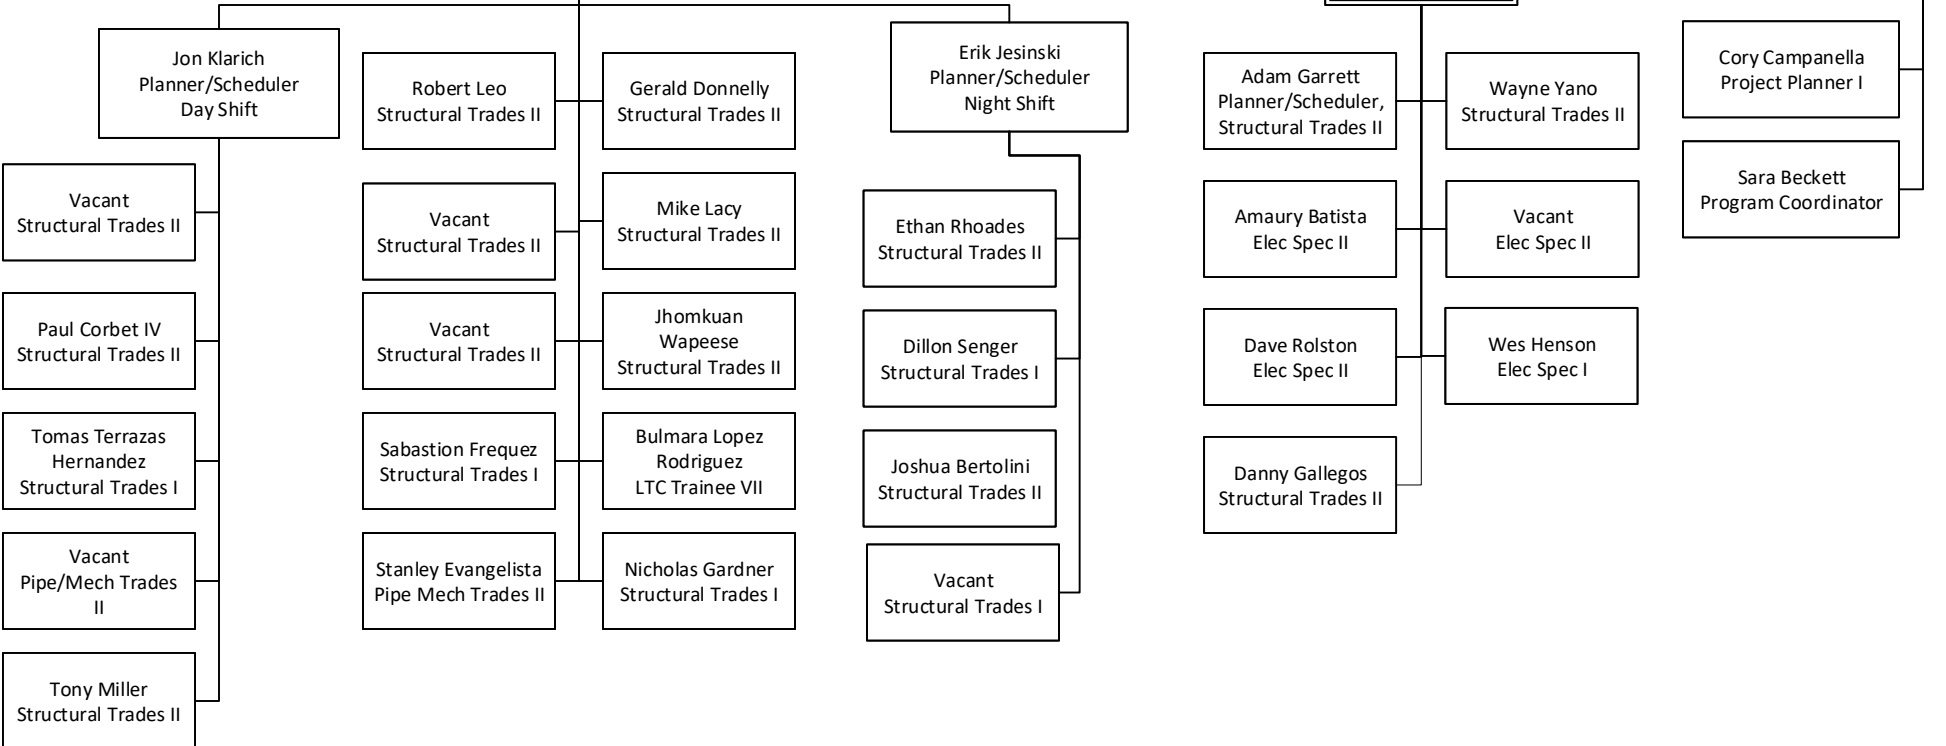 Jon Klarich
Planner/Scheduler
Day Shift
Vacant
Structural Trades II
Paul Corbet IV
Structural Trades II
Tomas Terrazas
Hernandez
Structural Trades I
Vacant
Pipe/Mech Trades
II
Tony Miller
Structural Trades II
Robert Leo
Structural Trades II
Vacant
Structural Trades II
Vacant
Structural Trades II
Sabastion Frequez
Structural Trades I
Stanley Evangelista
Pipe Mech Trades II
Gerald Donnelly
Structural Trades II
Mike Lacy
Structural Trades II
Jhomkuan
Wapeese
Structural Trades II
Bulmara Lopez
Rodriguez
LTC Trainee VII
Nicholas Gardner
Structural Trades I
Erik Jesinski
Planner/Scheduler
Night Shift
Ethan Rhoades
Structural Trades II
Dillon Senger
Structural Trades I
Joshua Bertolini
Structural Trades II
Vacant
Structural Trades I
Adam Garrett
Planner/Scheduler,
Structural Trades II
Amaury Batista
Elec Spec II
Dave Rolston
Elec Spec II
Danny Gallegos
Structural Trades II
Wayne Yano
Structural Trades II
Vacant
Elec Spec II
Wes Henson
Elec Spec I
Cory Campanella
Project Planner I
Sara Beckett
Program Coordinator